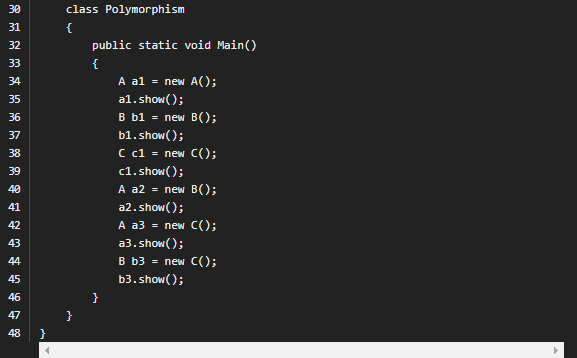 30 class Polymorphism
31 {
32 public static void Main()
33 {
34 A a1 = new A();
35 a1.show();
36 B b1 = new B();
37 b1.show();
38 C c1 = new C();
39 c1.show();
40 A a2 = new B();
41 a2.show();
42 A a3 = new C();
43 a3.show();
44 B b3 = new C();
45 b3.show();
46 }
47 }
48 }